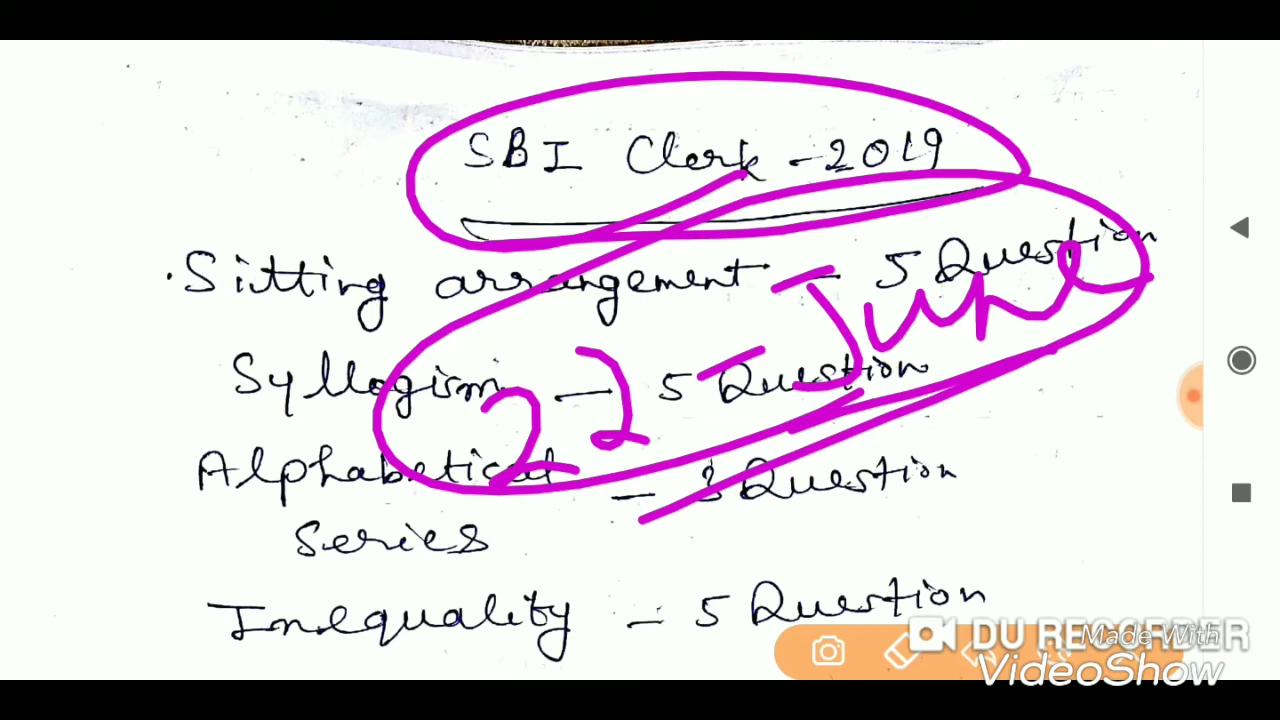 SBI Clerk - 2019
Sitting arrangement - 5 Question
22 - June
Syllogism - 5 Question
Alphabetical - 3 Question
Series
Inequality - 5 Question
DU RECORDER
Made With
VideoShow